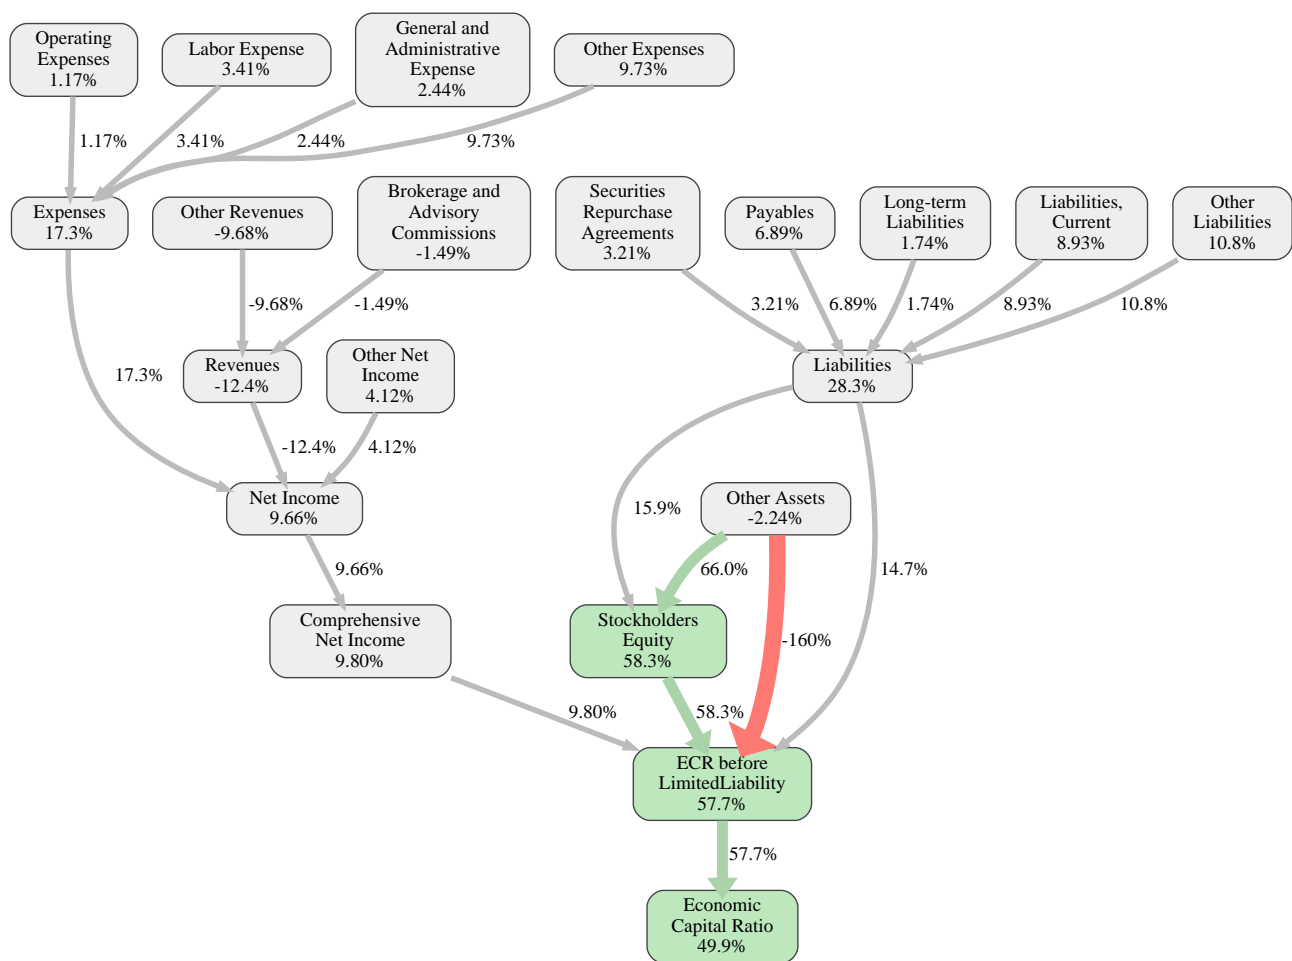 Operating
Expenses
1.17%
Labor Expense
3.41%
General and
Administrative
Expense
2.44%
Other Expenses
9.73%
1.17%
3.41%
2.44%
9.73%
Expenses
17.3%
Other Revenues
-9.68%
Brokerage and
Advisory
Commissions
-1.49%
Securities
Repurchase
Agreements
3.21%
Payables
6.89%
Long-term
Liabilities
1.74%
Liabilities,
Current
8.93%
Other
Liabilities
10.8%
-9.68%
-1.49%
3.21%
6.89%
1.74%
8.93%
10.8%
17.3%
Revenues
-12.4%
Other Net
Income
4.12%
Liabilities
28.3%
-12.4%
4.12%
Net Income
9.66%
15.9%
Other Assets
-2.24%
9.66%
66.0%
14.7%
Comprehensive
Net Income
9.80%
Stockholders
Equity
58.3%
-160%
9.80%
58.3%
ECR before
LimitedLiability
57.7%
57.7%
Economic
Capital Ratio
49.9%